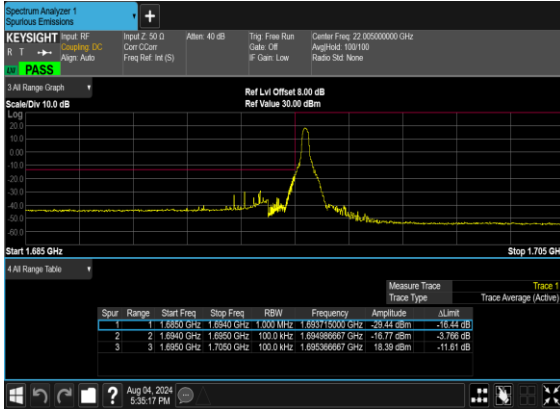 Spectrum Analyzer 1
Spurious Emissions
+
KEYSIGHT
R T
LXI PASS
Input: RF
Coupling: DC
Align: Auto
Input Z: 50 Ω
Corr CCorr
Freq Ref: Int (S)
Atten: 40 dB
Trig: Free Run
Gate: Off
IF Gain: Low
Center Freq: 22.005000000 GHz
Avg|Hold: 100/100
Radio Std: None
3 All Range Graph
Scale/Div 10.0 dB
Ref Lvl Offset 8.00 dB
Ref Value 30.00 dBm
Log
20.0
10.0
0.00
-10.0
-20.0
-30.0
-40.0
-50.0
-60.0
Start 1.685 GHz
Stop 1.705 GHz
4 All Range Table
Measure Trace Trace 1
Trace Type Trace Average (Active)
Spur Range Start Freq Stop Freq RBW Frequency Amplitude ΔLimit
1 1 1.6850 GHz 1.6940 GHz 1.000 MHz 1.693715000 GHz -29.44 dBm -16.44 dB
2 2 1.6940 GHz 1.6950 GHz 100.0 kHz 1.694986667 GHz -16.77 dBm -3.766 dB
3 3 1.6950 GHz 1.7050 GHz 100.0 kHz 1.695366667 GHz 18.39 dBm -11.61 dB
?
Aug 04, 2024
5:35:17 PM